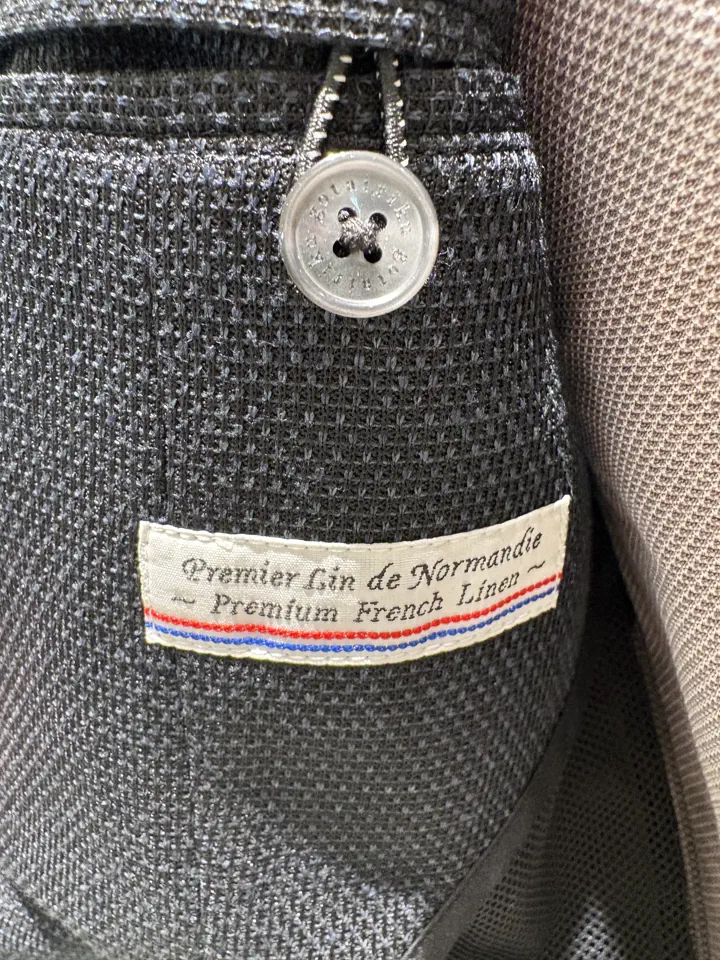 Premier Lin de Normandie
~ Premium French Linen ~